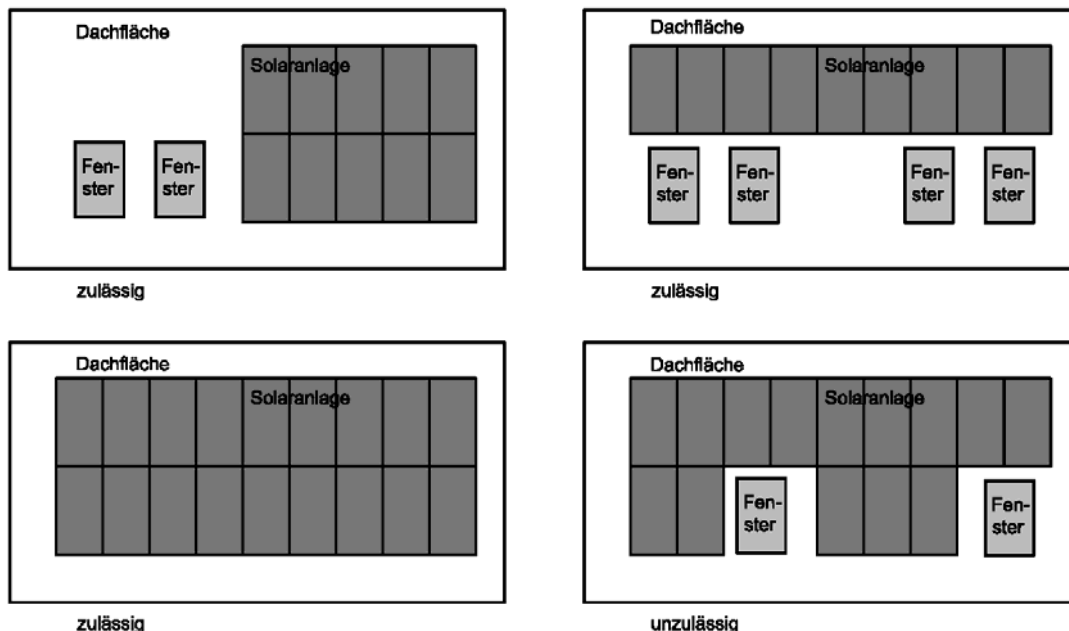 Dachfläche
Solaranlage
Fen-
ster
Fen-
ster
zulässig
Dachfläche
Solaranlage
Fen-
ster
Fen-
ster
Fen-
ster
Fen-
ster
zulässig
Dachfläche
Solaranlage
zulässig
Dachfläche
Solaranlage
Fen-
ster
Fen-
ster
unzulässig